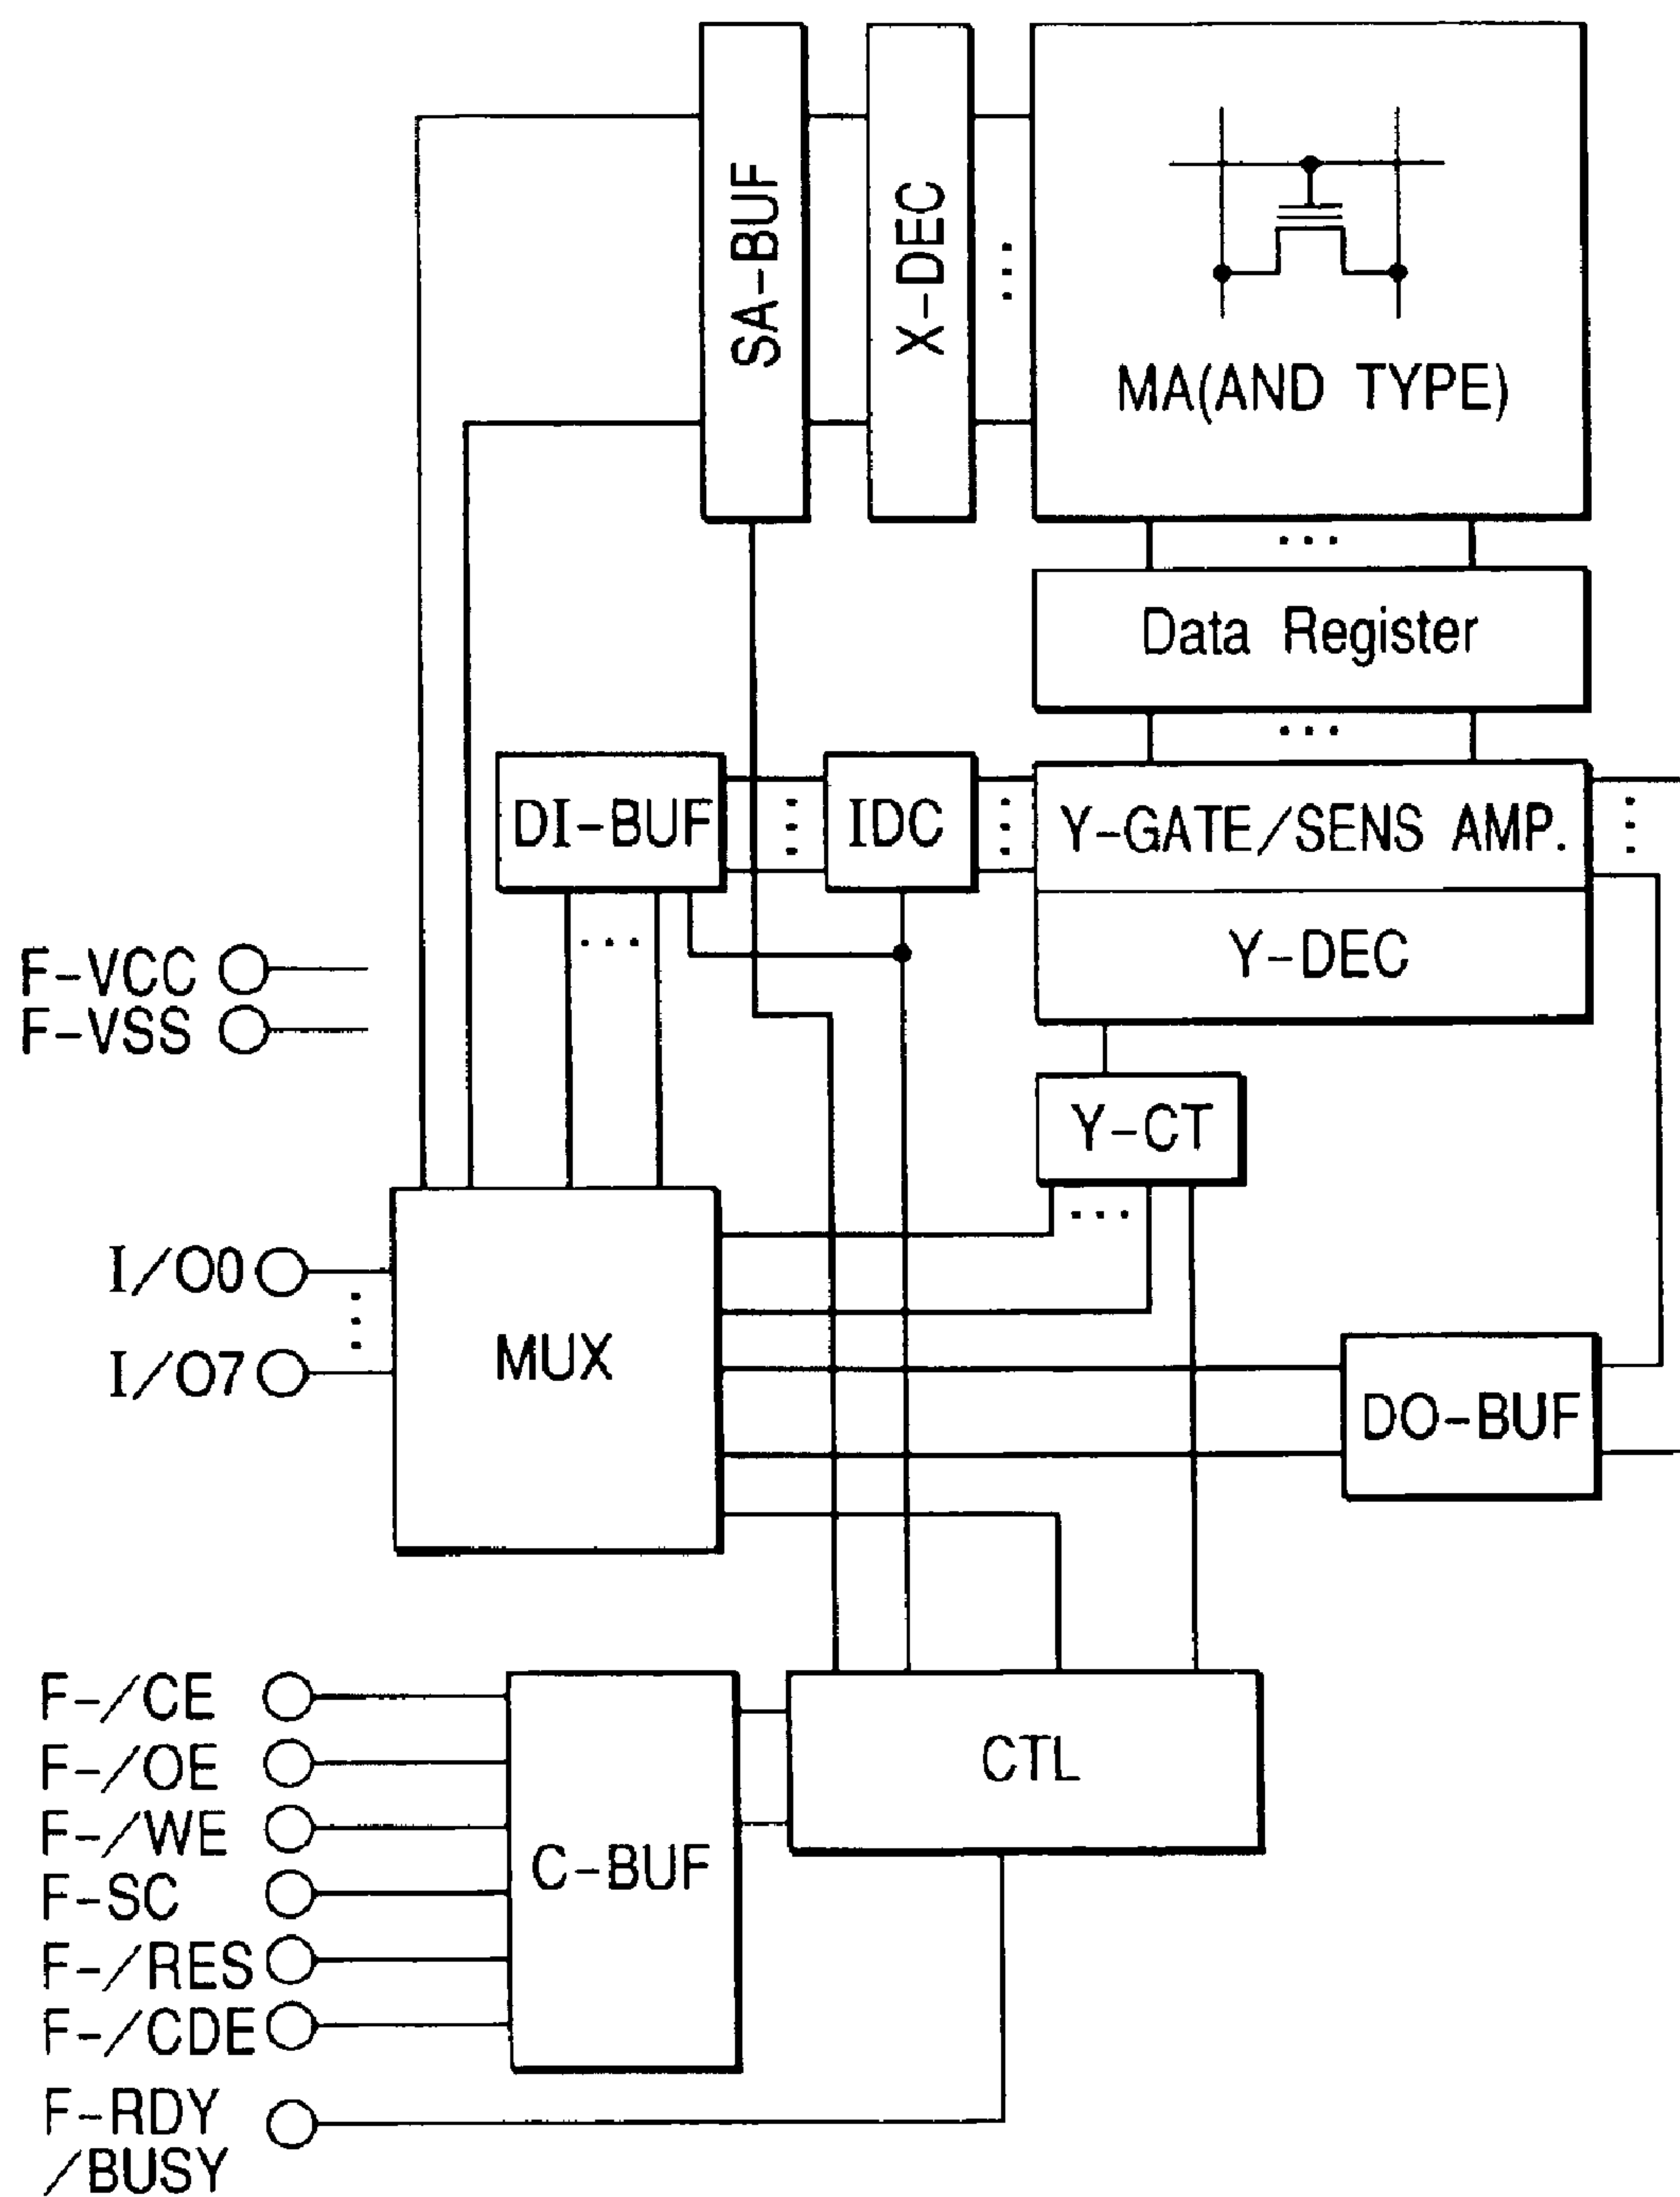 SA-BUF
X-DEC
MA(AND TYPE)
Data Register
DI-BUF
IDC
Y-GATE/SENS AMP.
Y-DEC
F-VCC
F-VSS
Y-CT
I/O0
I/O7
MUX
DO-BUF
F-/CE
F-/OE
F-/WE
F-SC
F-/RES
F-/CDE
F-RDY
/BUSY
C-BUF
CTL